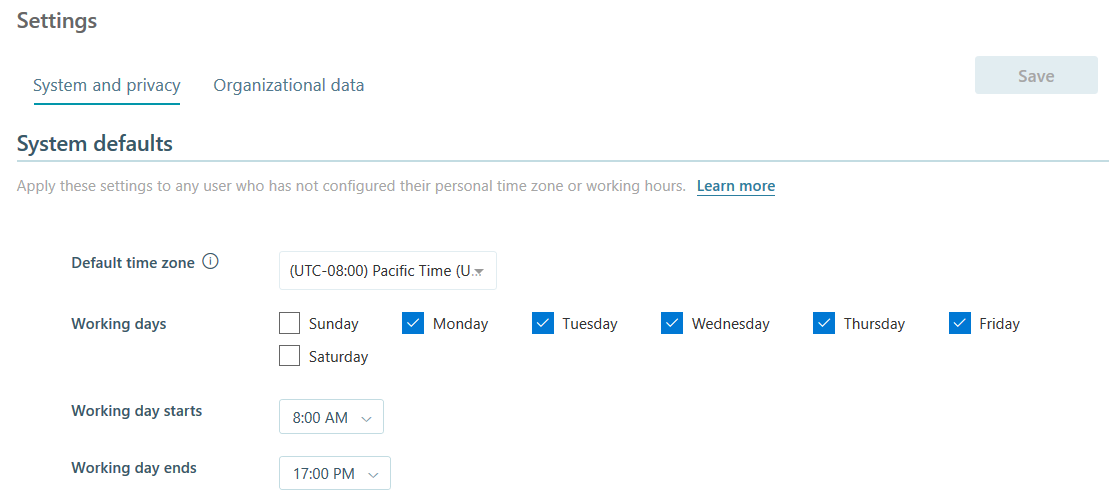 Settings
System and privacy Organizational data Save
System defaults
Apply these settings to any user who has not configured their personal time zone or working hours. Learn more
Default time zone (UTC-08:00) Pacific Time (U...
Working days Sunday Monday Tuesday Wednesday Thursday Friday
Saturday
Working day starts 8:00 AM
Working day ends 17:00 PM